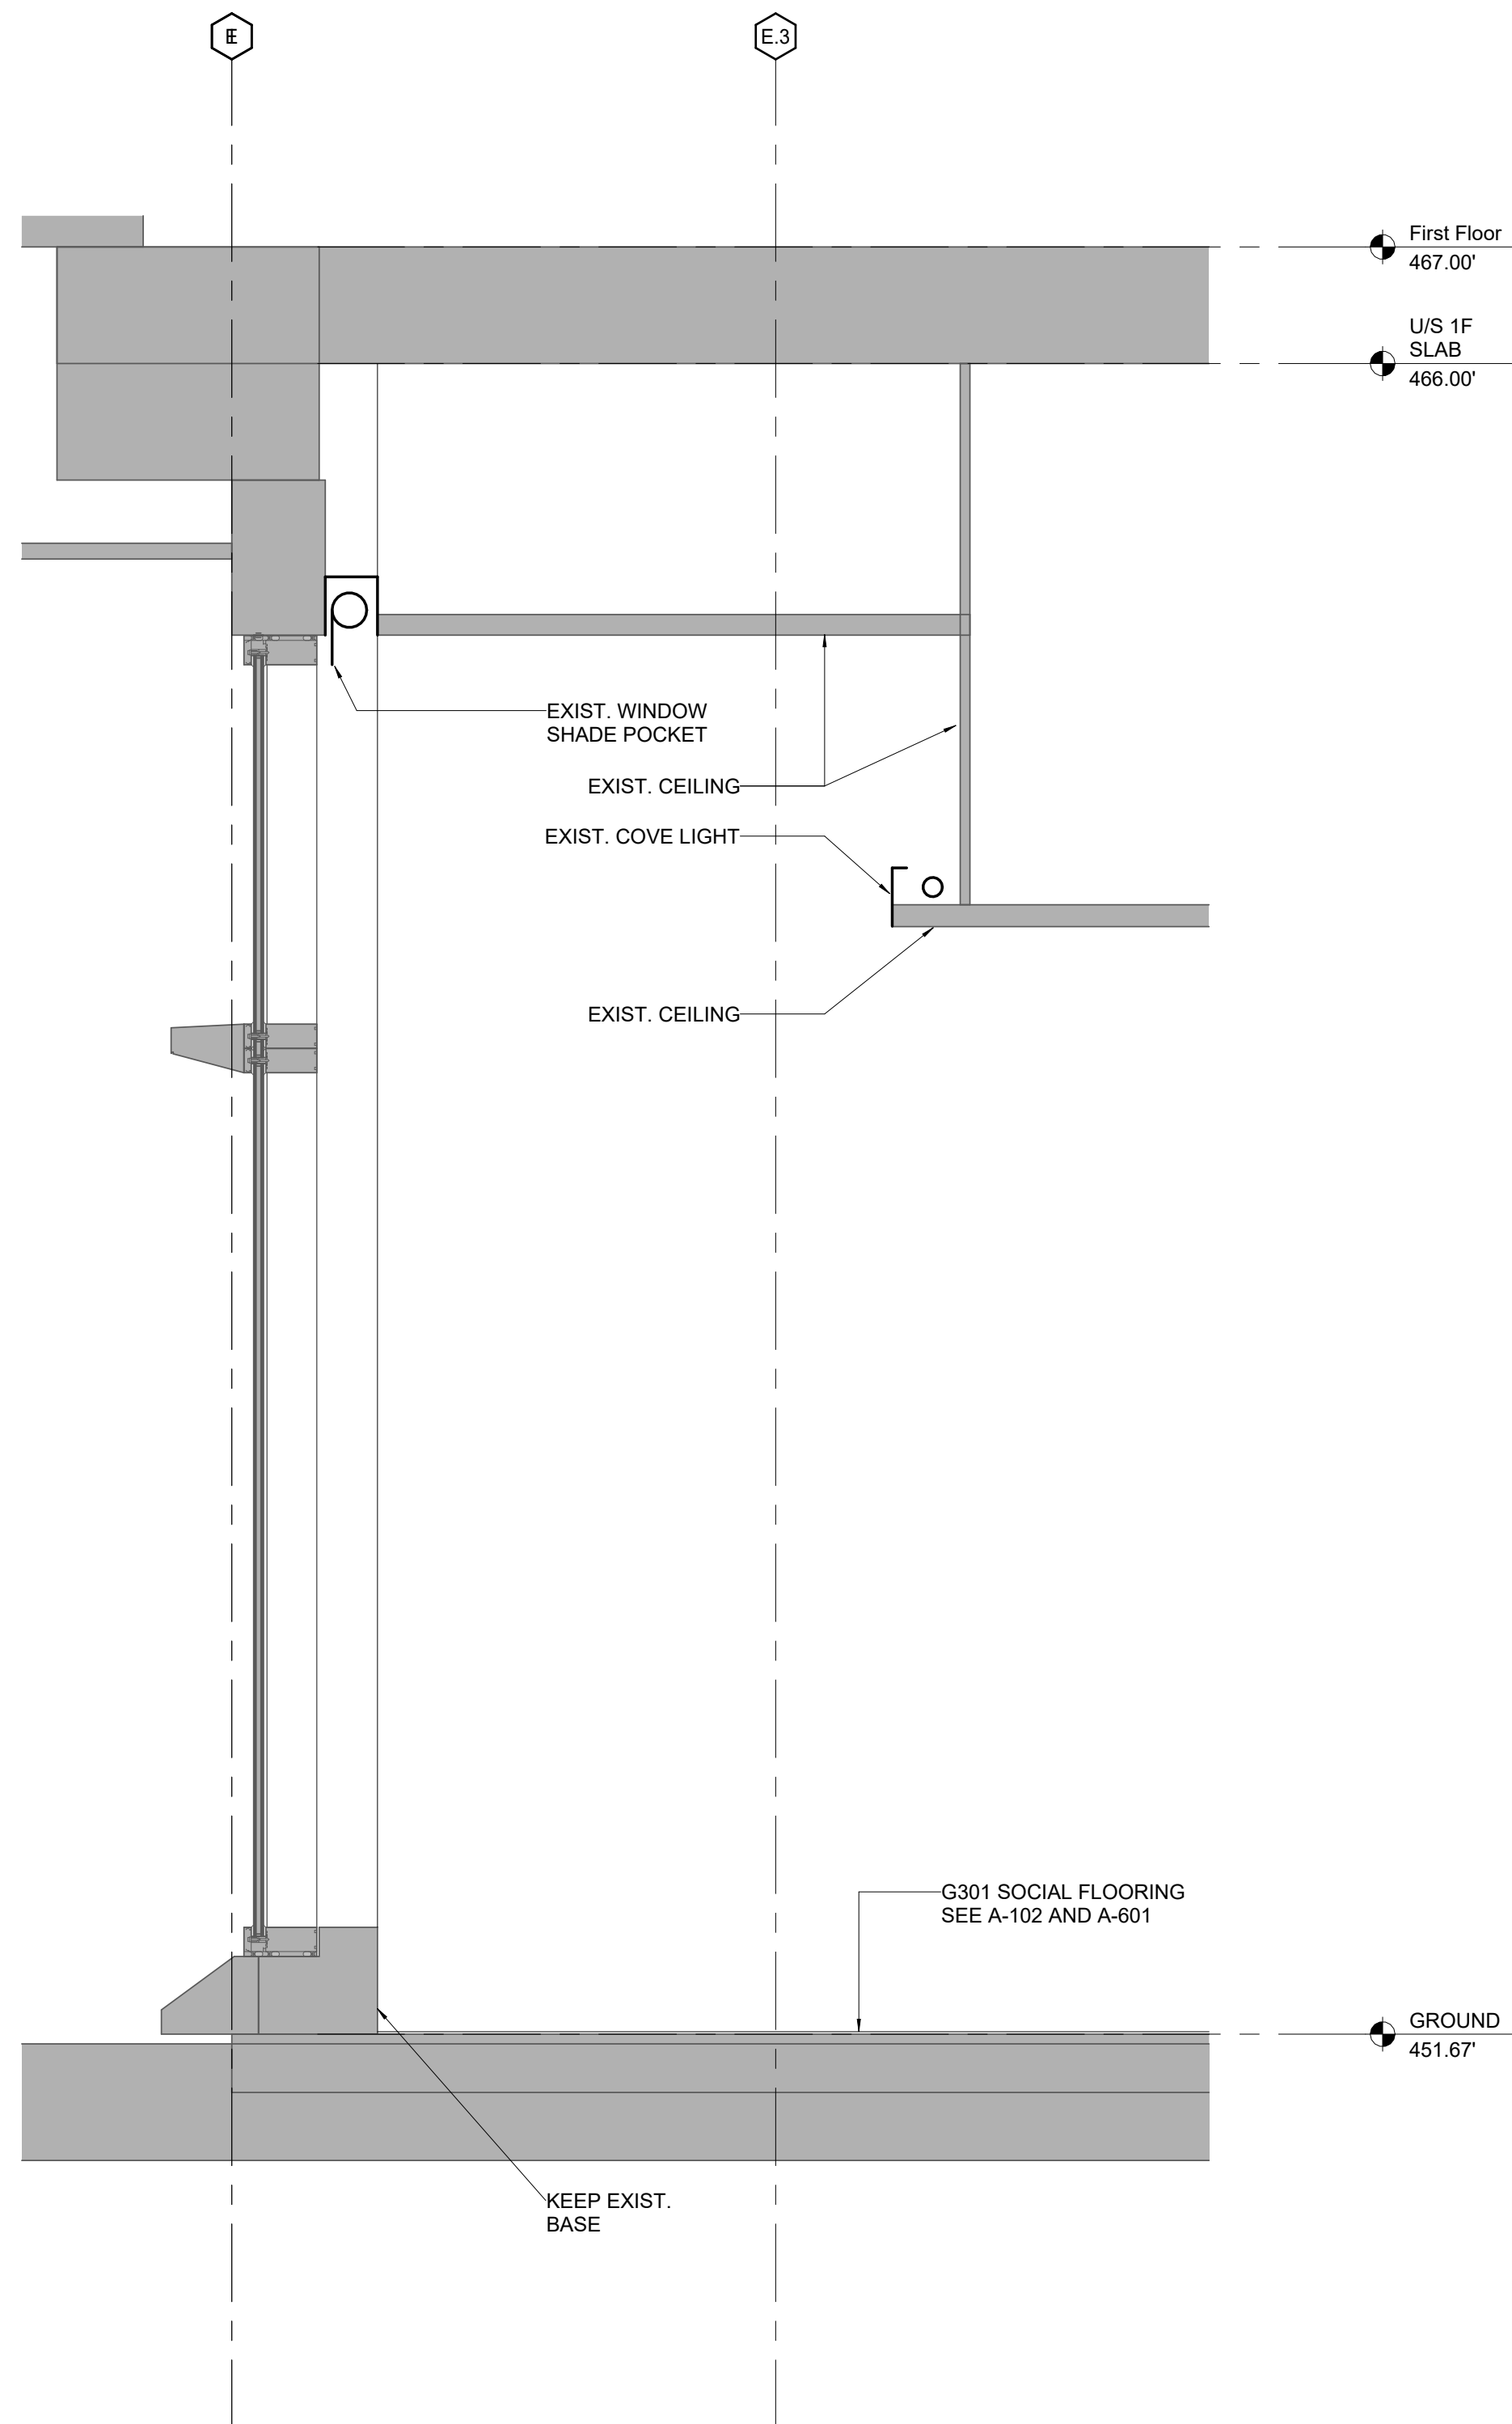 E.3
First Floor
467.00'
U/S 1F
SLAB
466.00'
EXIST. WINDOW
SHADE POCKET
EXIST. CEILING
EXIST. COVE LIGHT
EXIST. CEILING
G301 SOCIAL FLOORING
SEE A-102 AND A-601
GROUND
451.67'
KEEP EXIST.
BASE